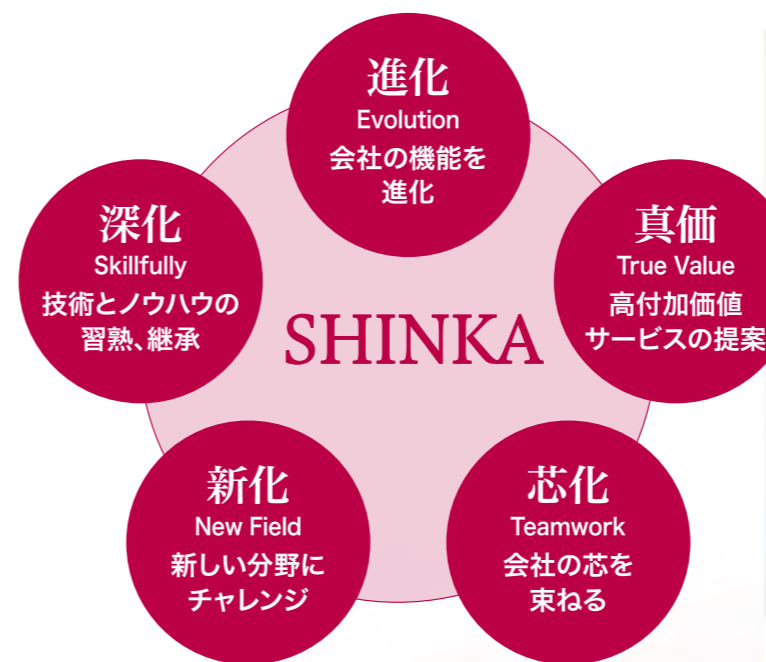 進化
Evolution
会社の機能を
進化
真価
True Value
高付加価値
サービスの提案
深化
Skillfully
技術とノウハウの
習熟、継承
SHINKA
新化
New Field
新しい分野に
チャレンジ
芯化
Teamwork
会社の芯を
束ねる